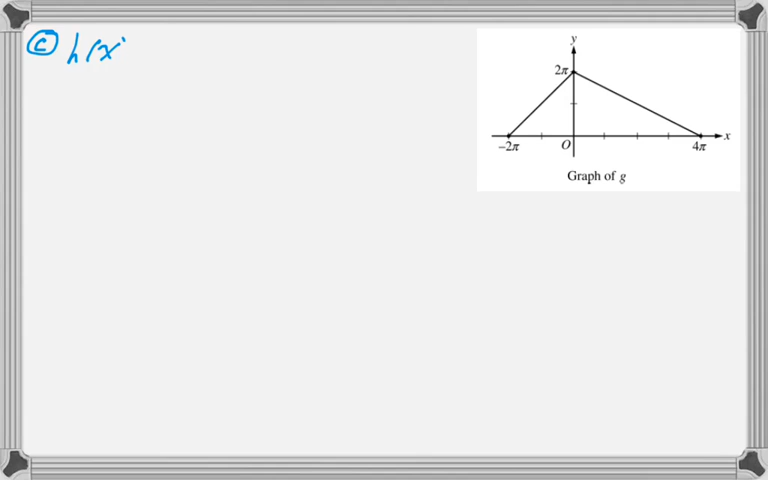 © h(x
y
2π
-2π
O
4π
x
Graph of g